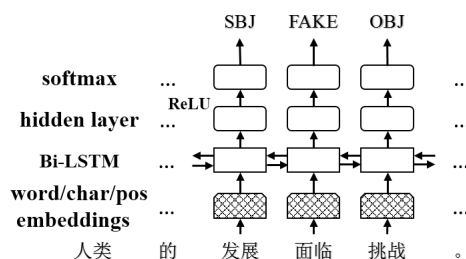 SBJ FAKE OBJ
softmax ... ...
ReLU
hidden layer ... ...
Bi-LSTM ... ...
word/char/pos
embeddings ... ...
人类 的 发展 面临 挑战 。